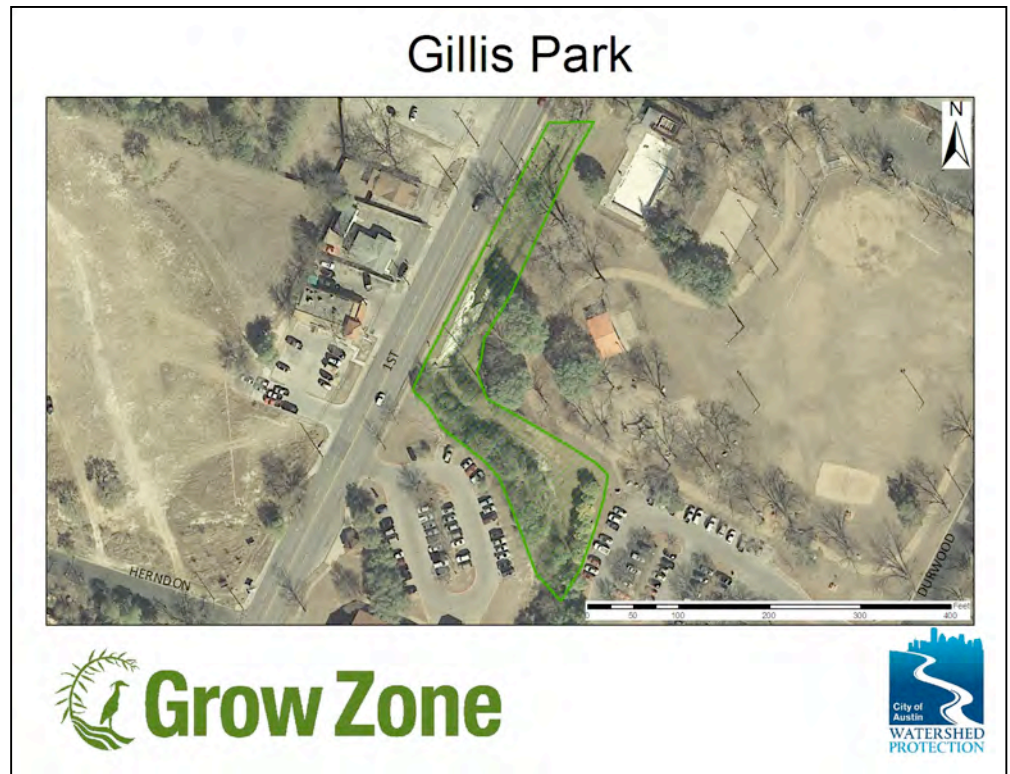 Gillis Park
N
1ST
HERNDON
DURWOOD
Feet
0 50 100 200 300 400
Grow Zone
City of
Austin
WATERSHED
PROTECTION